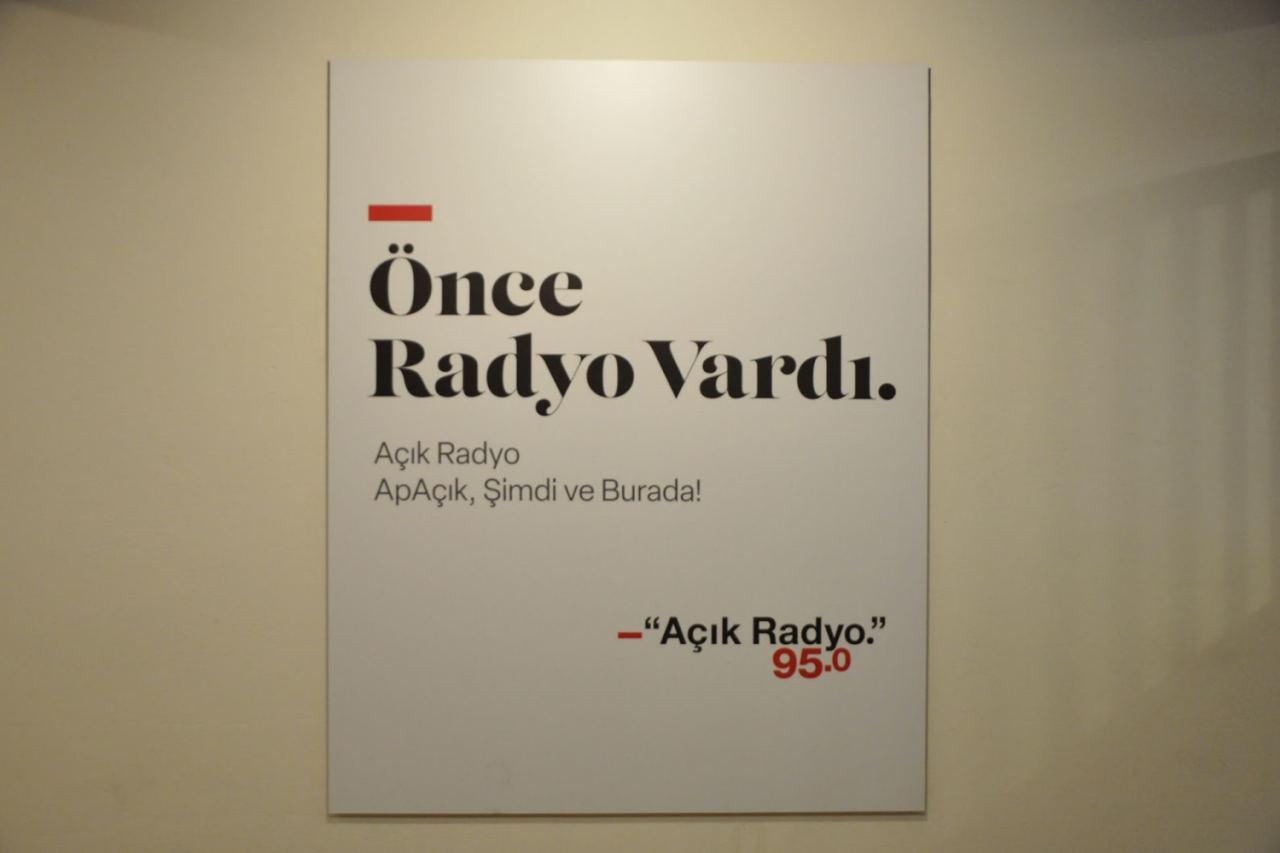 Önce
Radyo Vardı.
Açık Radyo
ApAçık, Şimdi ve Burada!
–“Açık Radyo.”
95.0